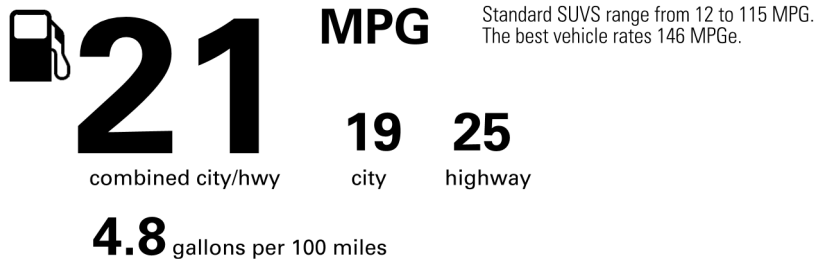 21
MPG
Standard SUVS range from 12 to 115 MPG.
The best vehicle rates 146 MPGe.
19
25
combined city/hwy
city
highway
4.8 gallons per 100 miles